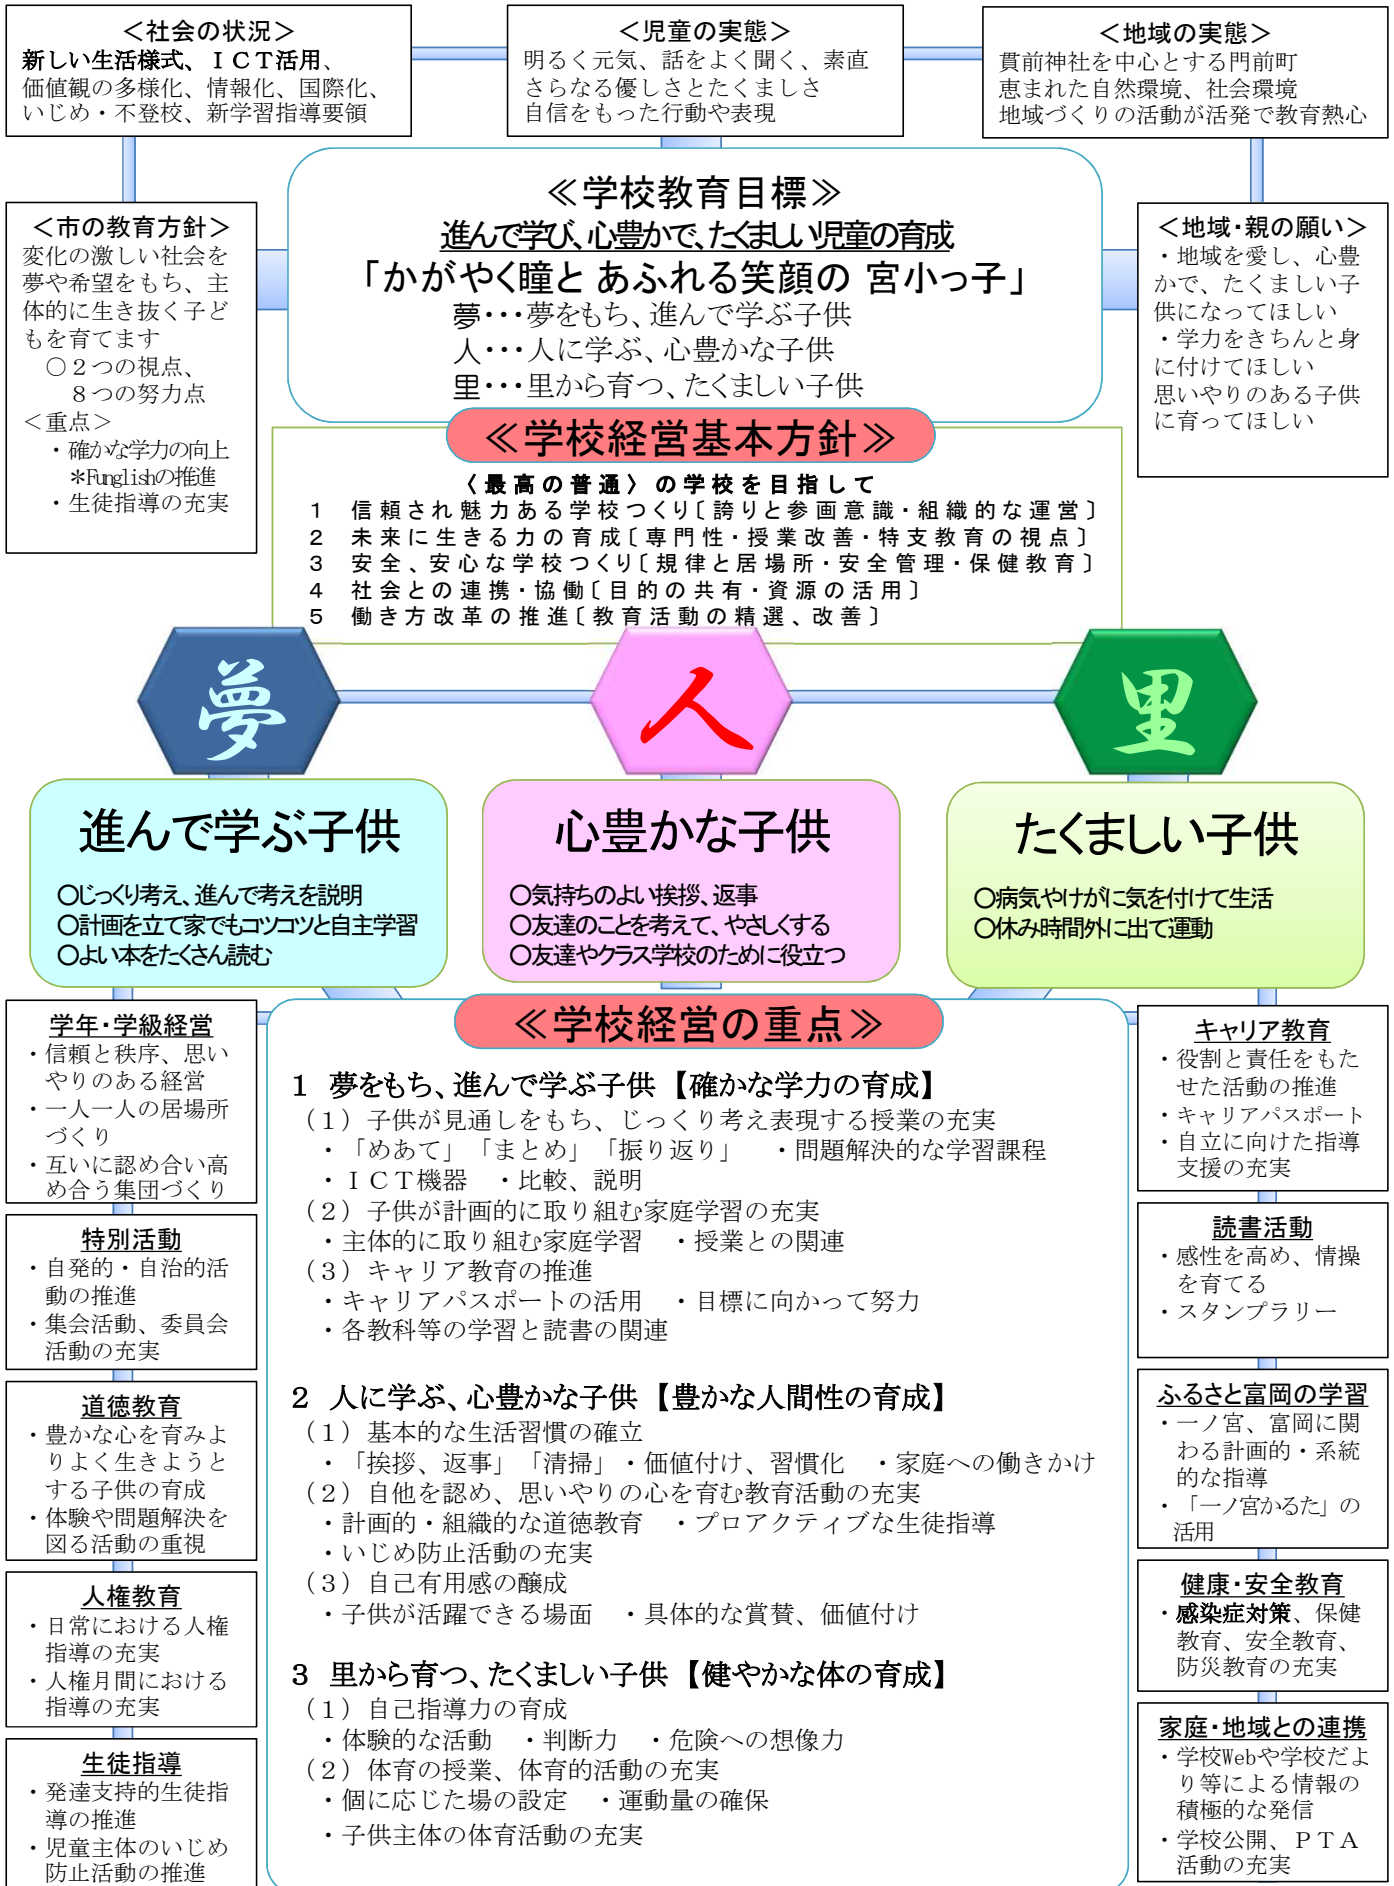 ＜社会の状況＞
新しい生活様式、ＩＣＴ活用、
価値観の多様化、情報化、国際化、
いじめ・不登校、新学習指導要領
＜児童の実態＞
明るく元気、話をよく聞く、素直
さらなる優しさとたくましさ
自信をもった行動や表現
＜地域の実態＞
貫前神社を中心とする門前町
恵まれた自然環境、社会環境
地域づくりの活動が活発で教育熱心
＜市の教育方針＞
変化の激しい社会を
夢や希望をもち、主
体的に生き抜く子ど
もを育てます
○２つの視点、
８つの努力点
＜重点＞
・確かな学力の向上
＊Funglishの推進
・生徒指導の充実
≪学校教育目標≫
進んで学び、心豊かで、たくましい児童の育成
「かがやく瞳と あふれる笑顔の 宮小っ子」
夢・・・夢をもち、進んで学ぶ子供
人・・・人に学ぶ、心豊かな子供
里・・・里から育つ、たくましい子供
＜地域・親の願い＞
・地域を愛し、心豊
かで、たくましい子
供になってほしい
・学力をきちんと身
に付けてほしい
思いやりのある子供
に育ってほしい
≪学校経営基本方針≫
〈最高の普通〉の学校を目指して
１ 信頼され魅力ある学校つくり〔誇りと参画意識・組織的な運営〕
２ 未来に生きる力の育成〔専門性・授業改善・特支教育の視点〕
３ 安全、安心な学校つくり〔規律と居場所・安全管理・保健教育〕
４ 社会との連携・協働〔目的の共有・資源の活用〕
５ 働き方改革の推進〔教育活動の精選、改善〕
夢
人
里
進んで学ぶ子供
○じっくり考え、進んで考えを説明
○計画を立て家でもコツコツと自主学習
○よい本をたくさん読む
心豊かな子供
○気持ちのよい挨拶、返事
○友達のことを考えて、やさしくする
○友達やクラス学校のために役立つ
たくましい子供
○病気やけがに気を付けて生活
○休み時間外に出て運動
学年・学級経営
・信頼と秩序、思い
やりのある経営
・一人一人の居場所
づくり
・互いに認め合い高
め合う集団づくり
特別活動
・自発的・自治的活
動の推進
・集会活動、委員会
活動の充実
道徳教育
・豊かな心を育みよ
りよく生きようと
する子供の育成
・体験や問題解決を
図る活動の重視
人権教育
・日常における人権
指導の充実
・人権月間における
指導の充実
生徒指導
・発達支持的生徒指
導の推進
・児童主体のいじめ
防止活動の推進
≪学校経営の重点≫
１ 夢をもち、進んで学ぶ子供【確かな学力の育成】
（１）子供が見通しをもち、じっくり考え表現する授業の充実
・「めあて」「まとめ」「振り返り」 ・問題解決的な学習課程
・ＩＣＴ機器 ・比較、説明
（２）子供が計画的に取り組む家庭学習の充実
・主体的に取り組む家庭学習 ・授業との関連
（３）キャリア教育の推進
・キャリアパスポートの活用 ・目標に向かって努力
・各教科等の学習と読書の関連
２ 人に学ぶ、心豊かな子供【豊かな人間性の育成】
（１）基本的な生活習慣の確立
・「挨拶、返事」「清掃」・価値付け、習慣化 ・家庭への働きかけ
（２）自他を認め、思いやりの心を育む教育活動の充実
・計画的・組織的な道徳教育 ・プロアクティブな生徒指導
・いじめ防止活動の充実
（３）自己有用感の醸成
・子供が活躍できる場面 ・具体的な賞賛、価値付け
３ 里から育つ、たくましい子供【健やかな体の育成】
（１）自己指導力の育成
・体験的な活動 ・判断力 ・危険への想像力
（２）体育の授業、体育的活動の充実
・個に応じた場の設定 ・運動量の確保
・子供主体の体育活動の充実
キャリア教育
・役割と責任をもた
せた活動の推進
・キャリアパスポート
・自立に向けた指導
支援の充実
読書活動
・感性を高め、情操
を育てる
・スタンプラリー
ふるさと富岡の学習
・一ノ宮、富岡に関
わる計画的・系統
的な指導
・「一ノ宮かるた」の
活用
健康・安全教育
・感染症対策、保健
教育、安全教育、
防災教育の充実
家庭・地域との連携
・学校Webや学校だよ
り等による情報の
積極的な発信
・学校公開、ＰＴＡ
活動の充実